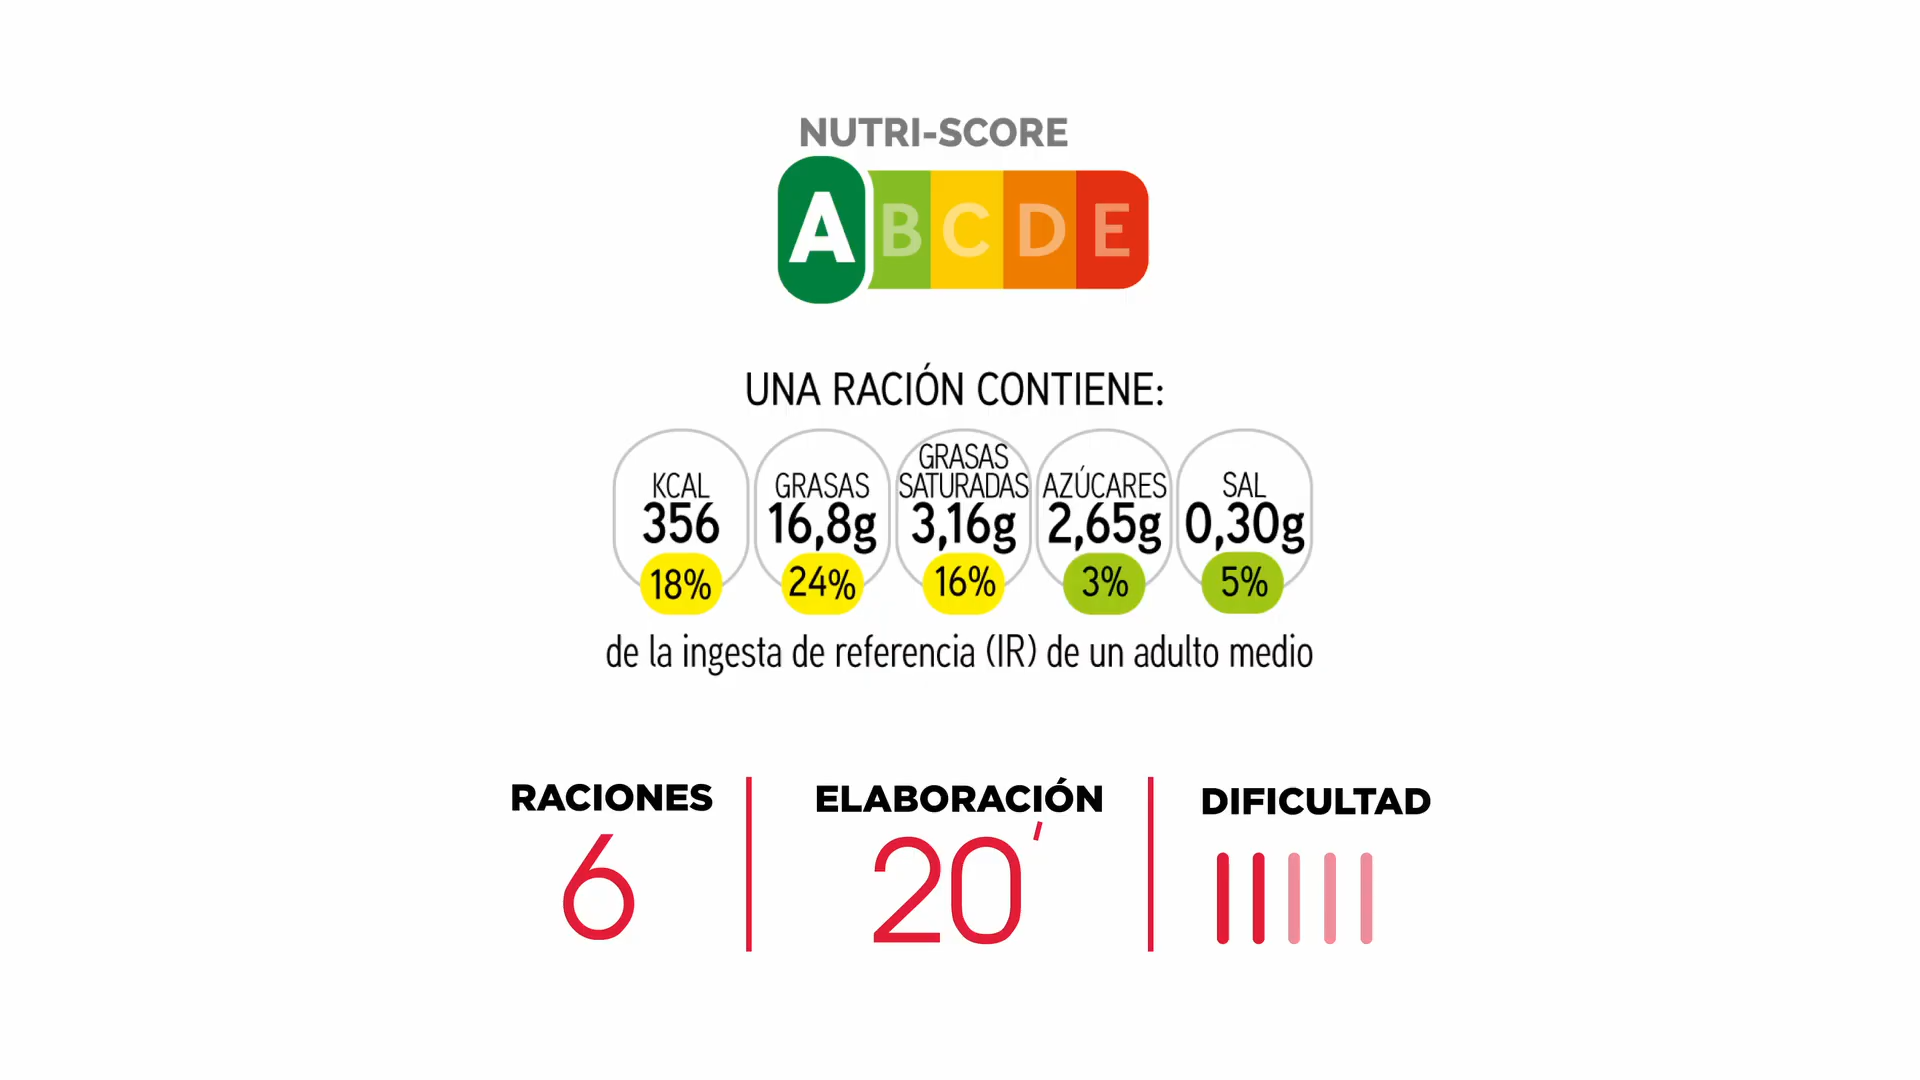 NUTRI-SCORE
A B C D E
UNA RACIÓN CONTIENE:
KCAL
356
18%
GRASAS
16,8g
24%
GRASAS
SATURADAS
3,16g
16%
AZÚCARES
2,65g
3%
SAL
0,30g
5%
de la ingesta de referencia (IR) de un adulto medio
RACIONES
6
ELABORACIÓN
20'
DIFICULTAD